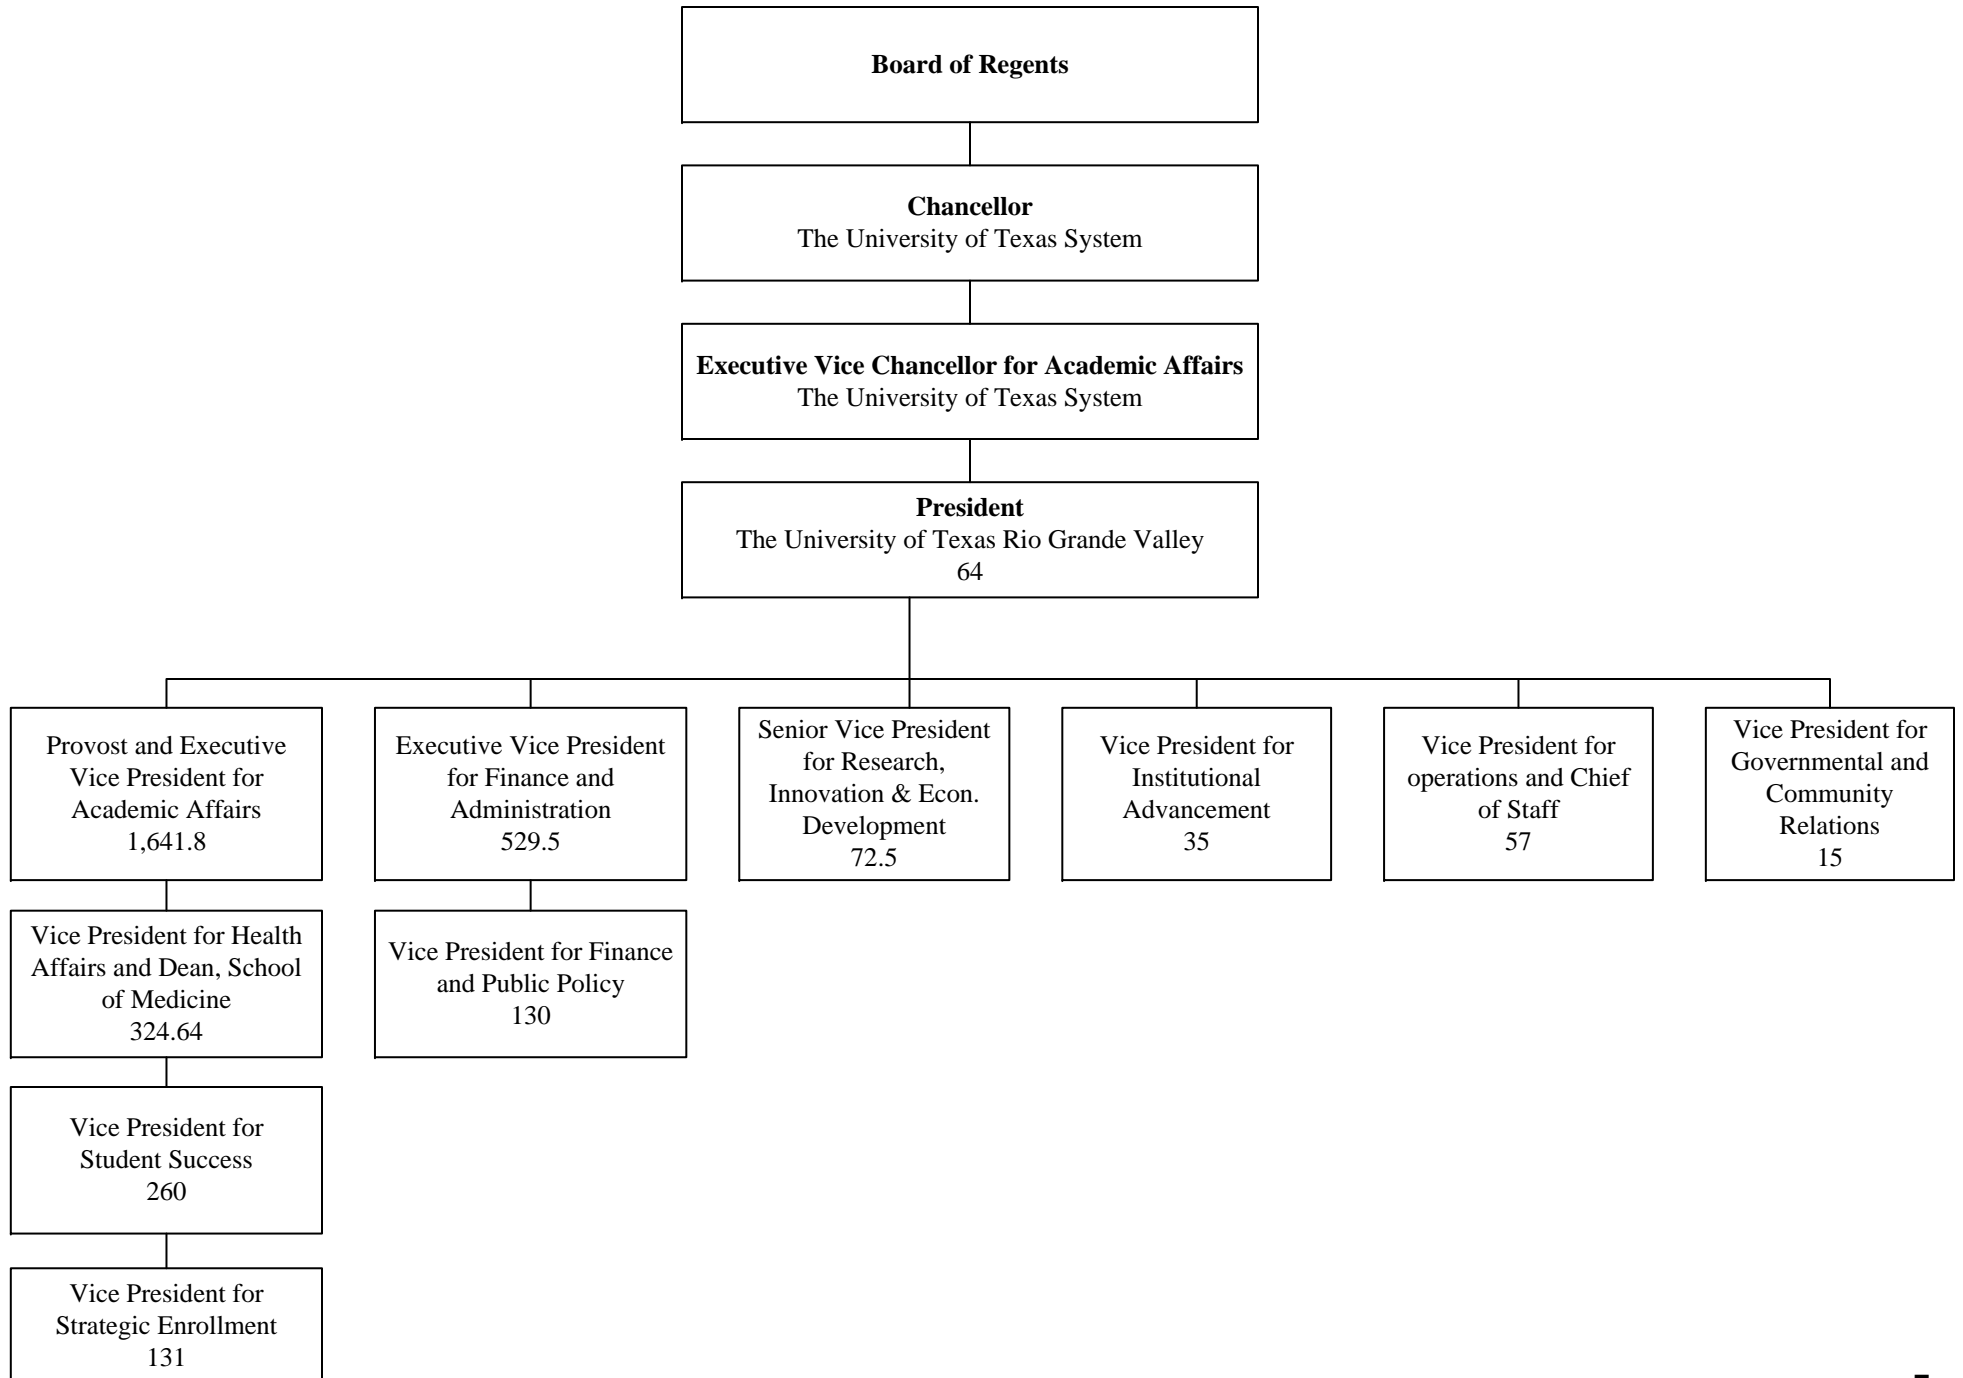 Board of Regents
Chancellor
The University of Texas System
Executive Vice Chancellor for Academic Affairs
The University of Texas System
President
The University of Texas Rio Grande Valley
64
Provost and Executive
Vice President for
Academic Affairs
1,641.8
Executive Vice President
for Finance and
Administration
529.5
Senior Vice President
for Research,
Innovation & Econ.
Development
72.5
Vice President for
Institutional
Advancement
35
Vice President for
operations and Chief
of Staff
57
Vice President for
Governmental and
Community
Relations
15
Vice President for Health
Affairs and Dean, School
of Medicine
324.64
Vice President for Finance
and Public Policy
130
Vice President for
Student Success
260
Vice President for
Strategic Enrollment
131